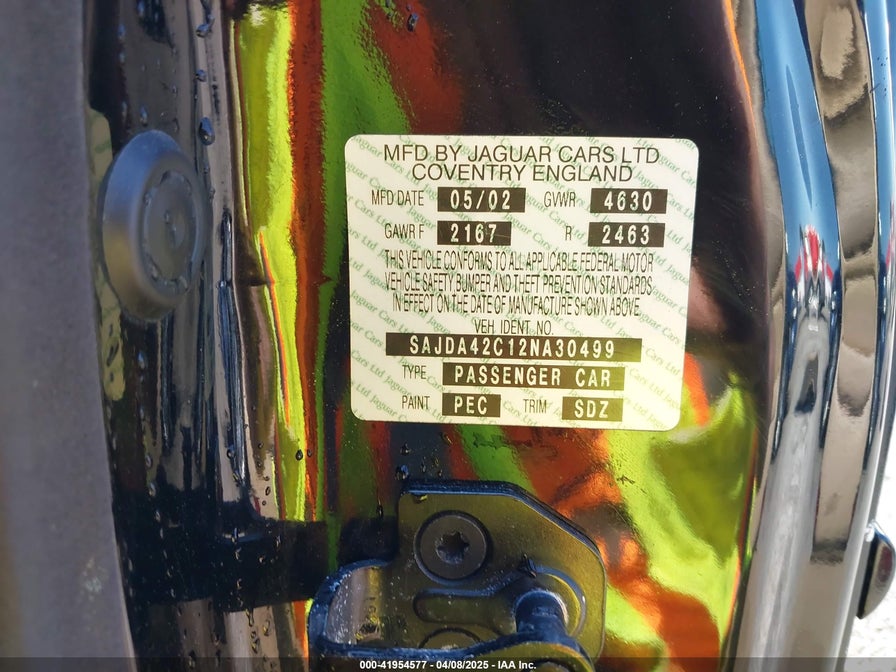 MFD BY JAGUAR CARS LTD
COVENTRY ENGLAND
MFD DATE 05/02 GVWR 4630
GAWR F 2167 R 2463
THIS VEHICLE CONFORMS TO ALL APPLICABLE FEDERAL MOTOR
VEHICLE SAFETY BUMPER AND THEFT PREVENTION STANDARDS
IN EFFECT ON THE DATE OF MANUFACTURE SHOWN ABOVE.
VEH. IDENT NO.
SAJDA42C12NA30499
TYPE PASSENGER CAR
PAINT PEC TRIM SDZ
000-41954577 - 04/08/2025 - IAA Inc.